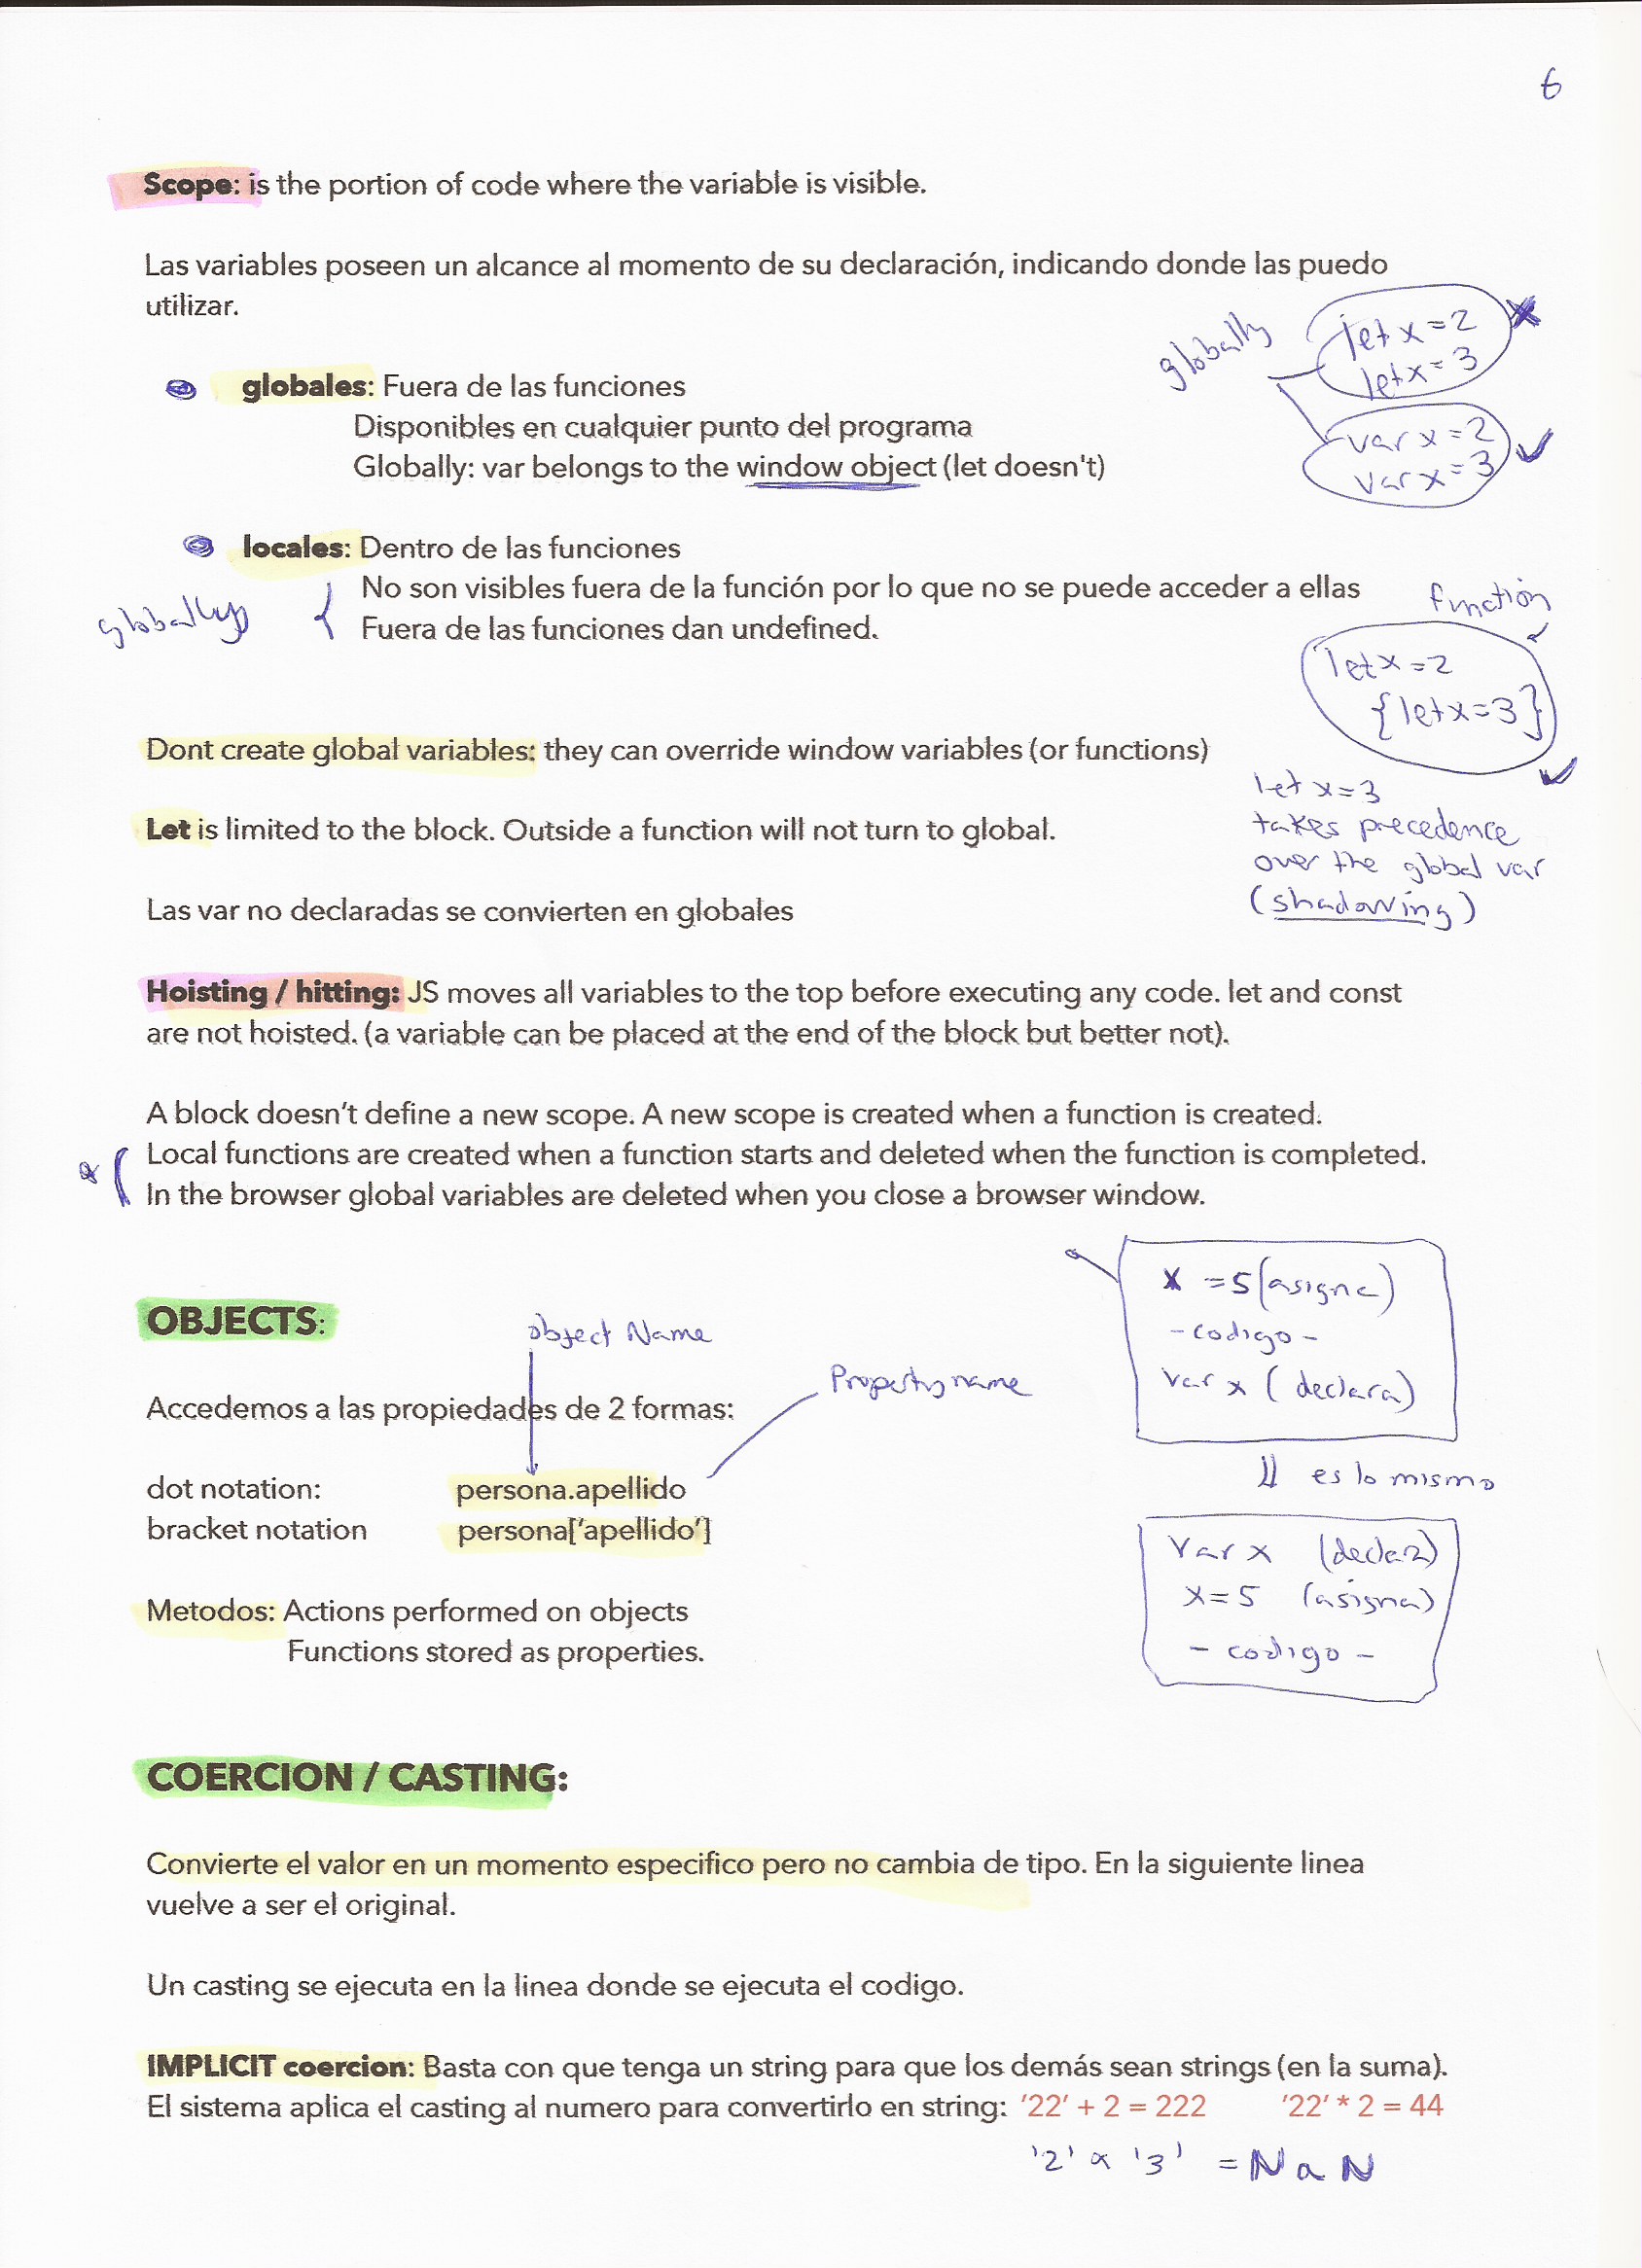 6
Scope: is the portion of code where the variable is visible.
Las variables poseen un alcance al momento de su declaración, indicando donde las puedo
utilizar.
globally
let x = 2
let x = 3
var x = 2
var x = 3
globales: Fuera de las funciones
Disponibles en cualquier punto del programa
Globally: var belongs to the window object (let doesn't)
locales: Dentro de las funciones
No son visibles fuera de la función por lo que no se puede acceder a ellas
Fuera de las funciones dan undefined.
globally
function
let x = 2
{let x = 3}
Dont create global variables: they can override window variables (or functions)
let x = 3
takes precedence
over the global var
(shadowing)
Let is limited to the block. Outside a function will not turn to global.
Las var no declaradas se convierten en globales
Hoisting / hitting: JS moves all variables to the top before executing any code. let and const
are not hoisted. (a variable can be placed at the end of the block but better not).
A block doesn’t define a new scope. A new scope is created when a function is created.
Local functions are created when a function starts and deleted when the function is completed.
In the browser global variables are deleted when you close a browser window.
x = 5 (asigna)
- codigo -
var x (declara)
es lo mismo
var x (declara)
x = 5 (asigna)
- codigo -
OBJECTS:
object Name
Property name
Accedemos a las propiedades de 2 formas:
dot notation: persona.apellido
bracket notation persona[‘apellido’]
Metodos: Actions performed on objects
Functions stored as properties.
COERCION / CASTING:
Convierte el valor en un momento especifico pero no cambia de tipo. En la siguiente linea
vuelve a ser el original.
Un casting se ejecuta en la linea donde se ejecuta el codigo.
IMPLICIT coercion: Basta con que tenga un string para que los demás sean strings (en la suma).
El sistema aplica el casting al numero para convertirlo en string: ‘22’ + 2 = 222 ‘22’ * 2 = 44
'2' * '3' = NaN